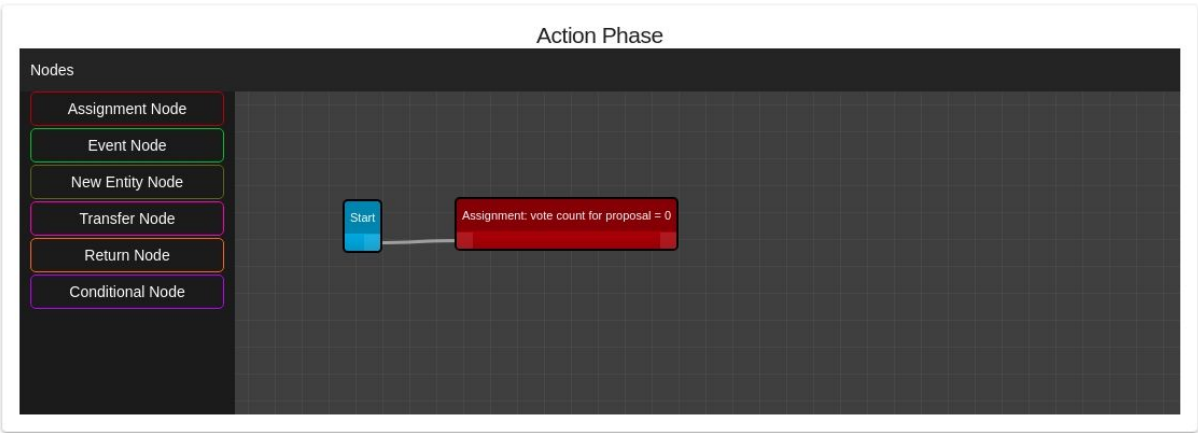 Action Phase
Nodes
Assignment Node
Event Node
New Entity Node
Transfer Node
Return Node
Conditional Node
Start
Assignment: vote count for proposal = 0